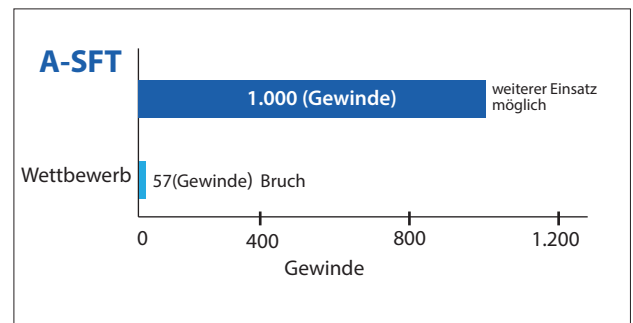 A-SFT
1.000 (Gewinde)
weiterer Einsatz
möglich
Wettbewerb
57(Gewinde) Bruch
0
400
800
1.200
Gewinde